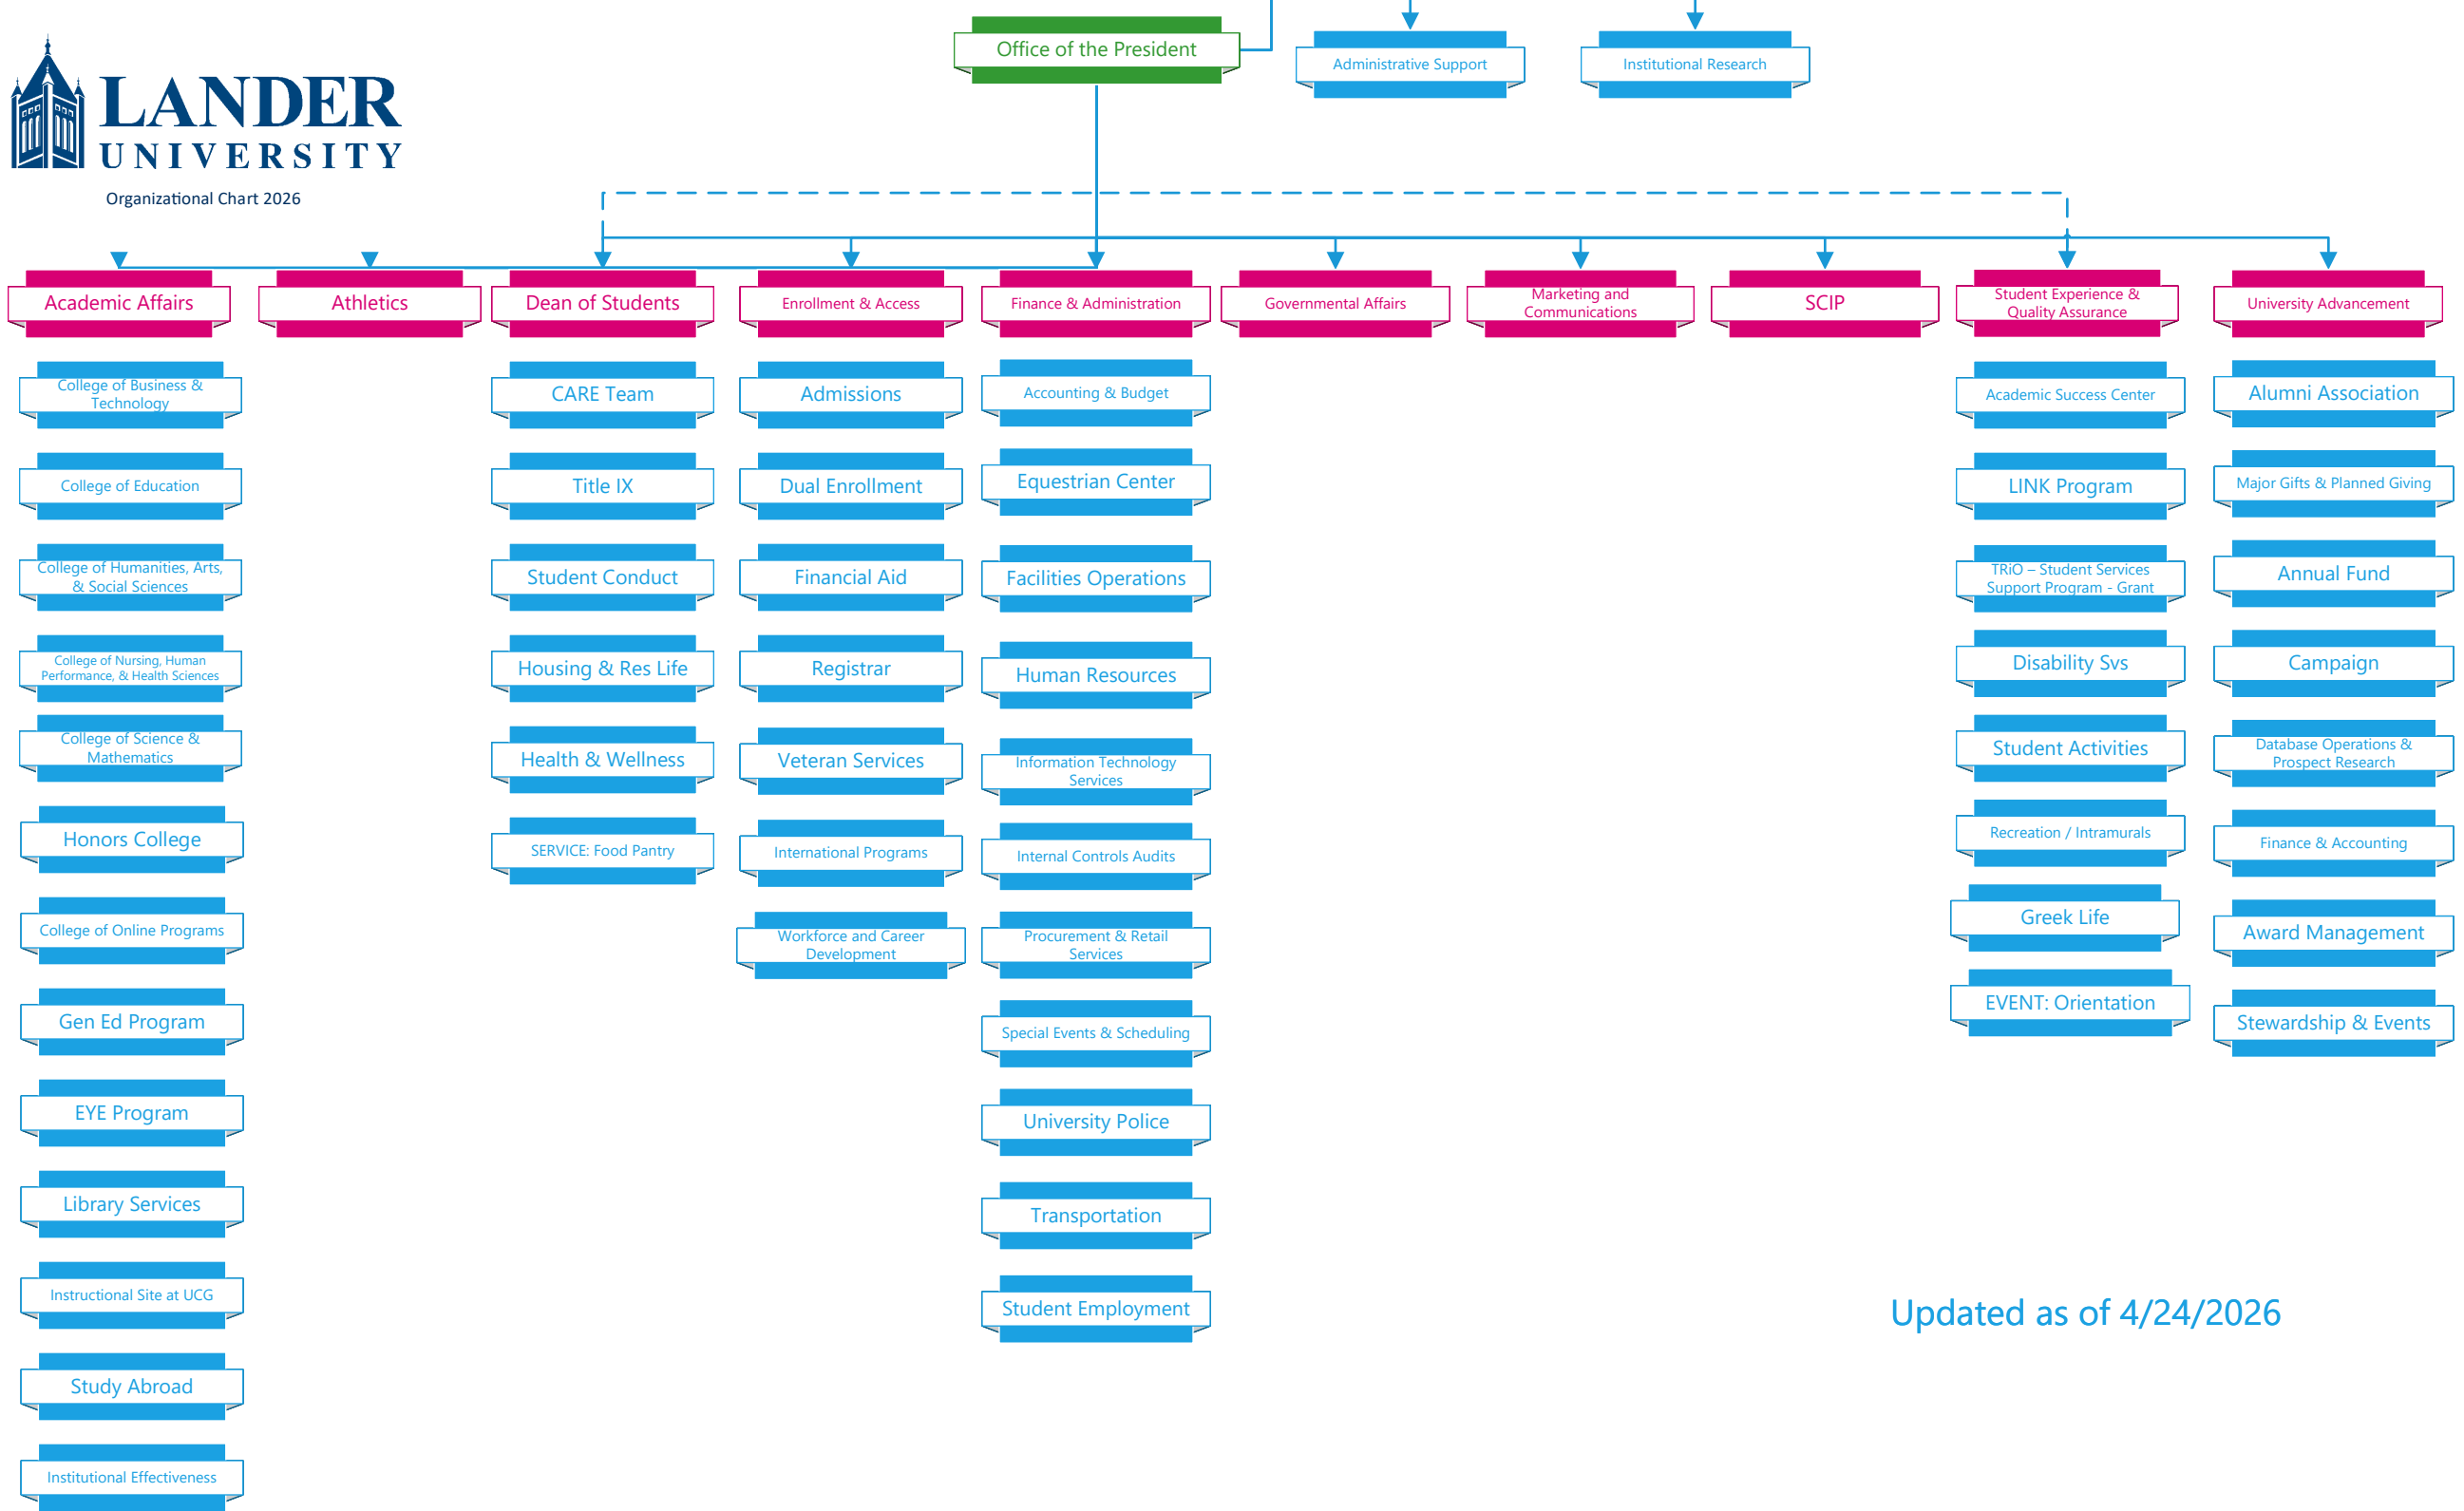 Office of the President
Administrative Support
Institutional Research
LANDER
UNIVERSITY
Organizational Chart 2026
Academic Affairs
Athletics
Dean of Students
Enrollment & Access
Finance & Administration
Governmental Affairs
Marketing and
Communications
SCIP
Student Experience &
Quality Assurance
University Advancement
College of Business &
Technology
College of Education
College of Humanities, Arts,
& Social Sciences
College of Nursing, Human
Performance, & Health Sciences
College of Science &
Mathematics
Honors College
College of Online Programs
Gen Ed Program
EYE Program
Library Services
Instructional Site at UCG
Study Abroad
Institutional Effectiveness
CARE Team
Title IX
Student Conduct
Housing & Res Life
Health & Wellness
SERVICE: Food Pantry
Admissions
Dual Enrollment
Financial Aid
Registrar
Veteran Services
International Programs
Workforce and Career
Development
Accounting & Budget
Equestrian Center
Facilities Operations
Human Resources
Information Technology
Services
Internal Controls Audits
Procurement & Retail
Services
Special Events & Scheduling
University Police
Transportation
Student Employment
Academic Success Center
LINK Program
TRiO – Student Services
Support Program - Grant
Disability Svs
Student Activities
Recreation / Intramurals
Greek Life
EVENT: Orientation
Alumni Association
Major Gifts & Planned Giving
Annual Fund
Campaign
Database Operations &
Prospect Research
Finance & Accounting
Award Management
Stewardship & Events
Updated as of 4/24/2026